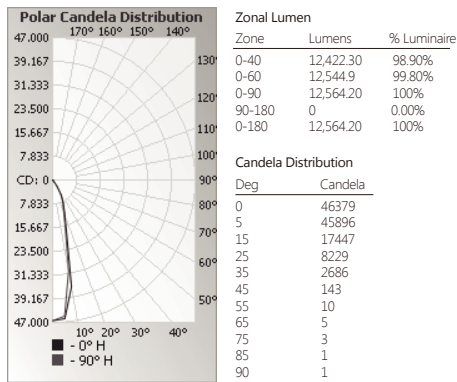 Polar Candela Distribution
170° 160° 150° 140°
47.000
39.167
31.333
23.500
15.667
7.833
CD: 0
7.833
15.667
23.500
31.333
39.167
47.000
130°
120°
110°
100°
90°
80°
70°
60°
50°
10° 20° 30° 40°
- 0° H
- 90° H
Zonal Lumen
Zone Lumens % Luminaire
0-40 12,422.30 98.90%
0-60 12,544.9 99.80%
0-90 12,564.20 100%
90-180 0 0.00%
0-180 12,564.20 100%
Candela Distribution
Deg Candela
0 46379
5 45896
15 17447
25 8229
35 2686
45 143
55 10
65 5
75 3
85 1
90 1